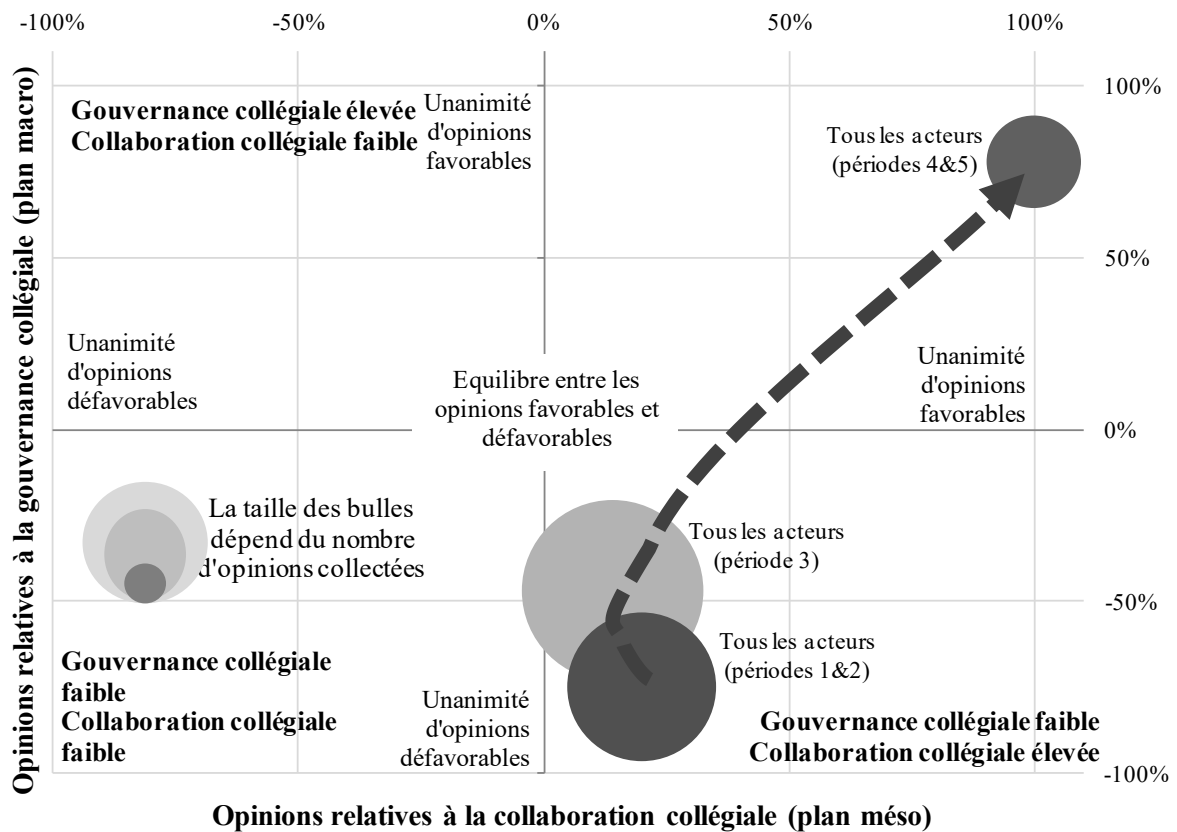 -100%
-50%
0%
50%
100%
Opinions relatives à la gouvernance collégiale (plan macro)
Gouvernance collégiale élevée
Collaboration collégiale faible
Unanimité
d'opinions
favorables
Tous les acteurs
(périodes 4&5)
100%
50%
Unanimité
d'opinions
défavorables
Equilibre entre les
opinions favorables et
défavorables
Unanimité
d'opinions
favorables
0%
La taille des bulles
dépend du nombre
d'opinions collectées
Tous les acteurs
(période 3)
-50%
Gouvernance collégiale
faible
Collaboration collégiale
faible
Unanimité
d'opinions
défavorables
Tous les acteurs
(périodes 1&2)
Gouvernance collégiale faible
Collaboration collégiale élevée
-100%
Opinions relatives à la collaboration collégiale (plan méso)